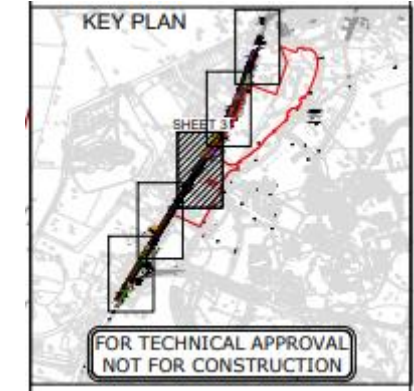 KEY PLAN
SHEET 3
FOR TECHNICAL APPROVAL
NOT FOR CONSTRUCTION